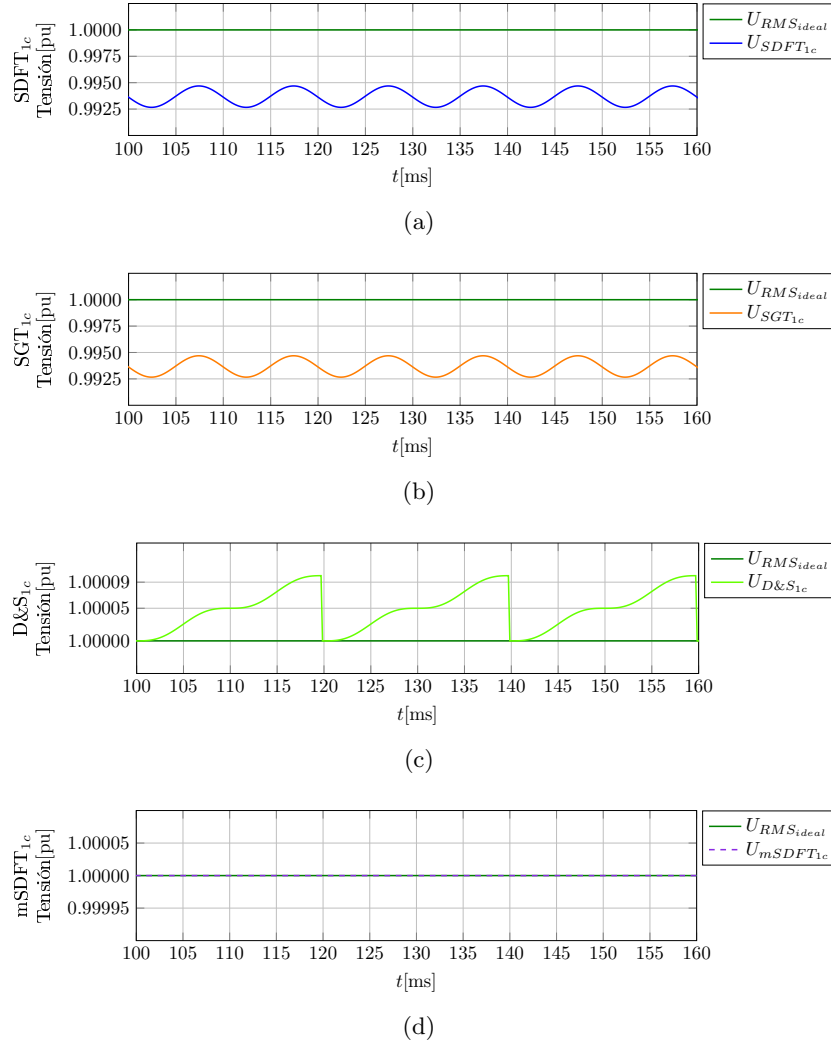 SDFT1c
Tensión[pu]
1.0000
0.9975
0.9950
0.9925
100 105 110 115 120 125 130 135 140 145 150 155 160
t[ms]
URMSideal
USDFT1c
(a)
SGT1c
Tensión[pu]
1.0000
0.9975
0.9950
0.9925
100 105 110 115 120 125 130 135 140 145 150 155 160
t[ms]
URMSideal
USGT1c
(b)
D&S1c
Tensión[pu]
1.00009
1.00005
1.00000
100 105 110 115 120 125 130 135 140 145 150 155 160
t[ms]
URMSideal
UD&S1c
(c)
mSDFT1c
Tensión[pu]
1.00005
1.00000
0.99995
100 105 110 115 120 125 130 135 140 145 150 155 160
t[ms]
URMSideal
UmSDFT1c
(d)